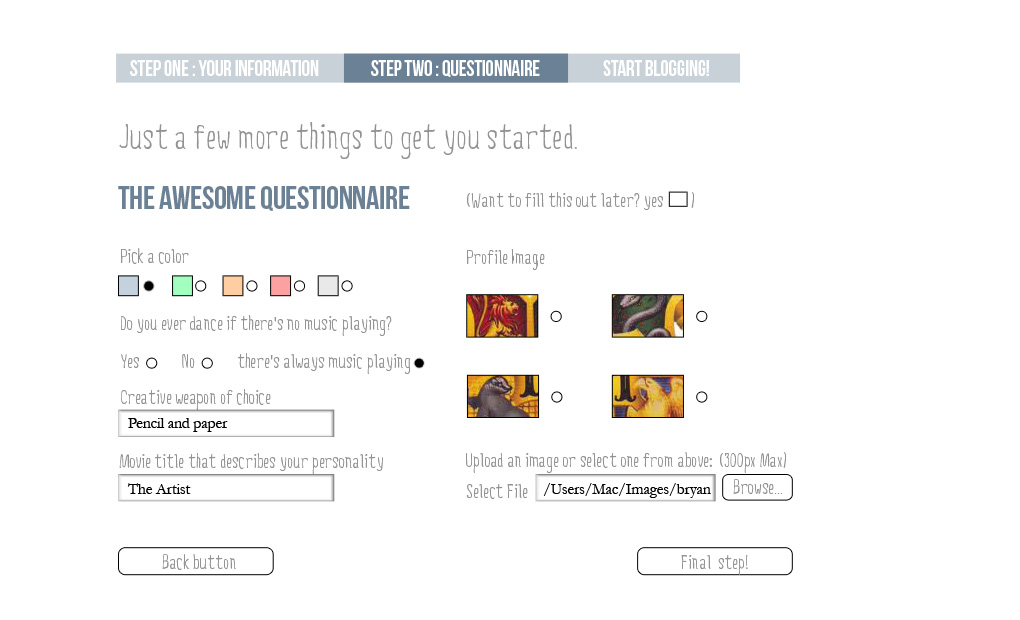 STEP ONE : YOUR INFORMATION
STEP TWO : QUESTIONNAIRE
START BLOGGING!
Just a few more things to get you started.
THE AWESOME QUESTIONNAIRE
(Want to fill this out later? yes )
Pick a color
Do you ever dance if there's no music playing?
Yes No there's always music playing
Creative weapon of choice
Pencil and paper
Movie title that describes your personality
The Artist
Profile Image
Upload an image or select one from above: (300px Max)
Select File /Users/Mac/Images/bryan Browse...
Back button
Final step!